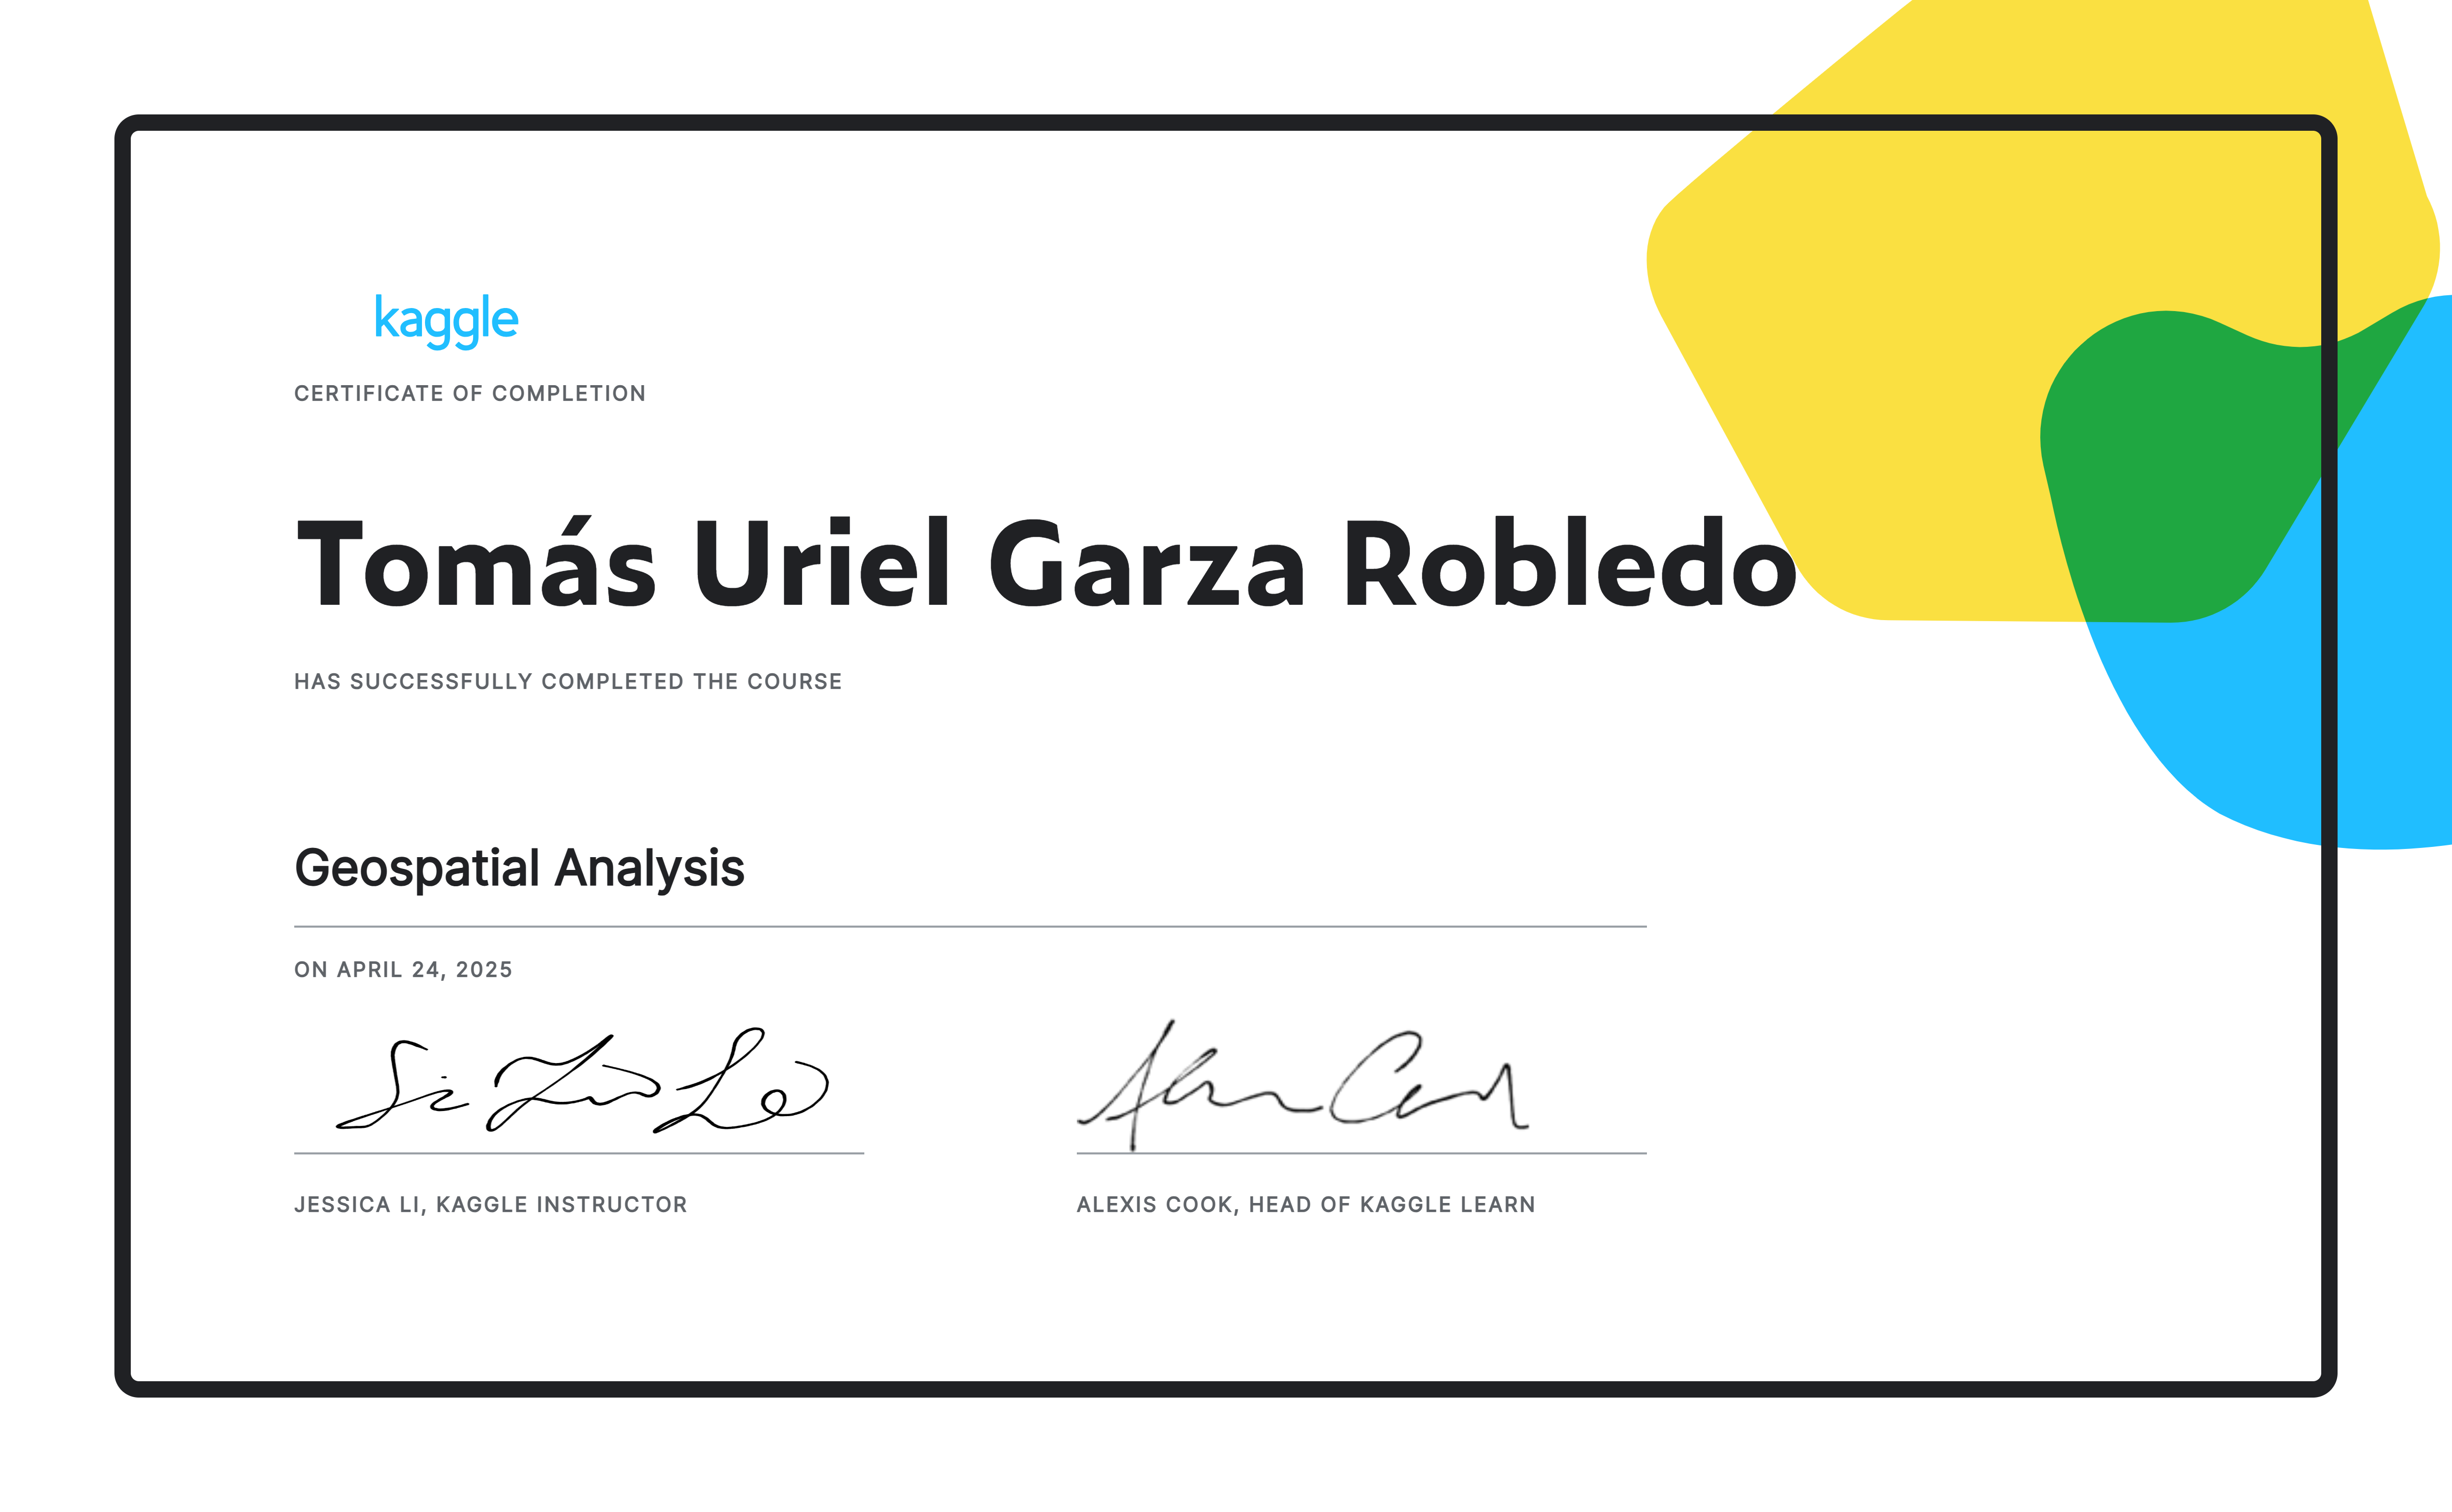 kaggle
CERTIFICATE OF COMPLETION
Tomás Uriel Garza Robledo
HAS SUCCESSFULLY COMPLETED THE COURSE
Geospatial Analysis
ON APRIL 24, 2025
JESSICA LI, KAGGLE INSTRUCTOR
ALEXIS COOK, HEAD OF KAGGLE LEARN